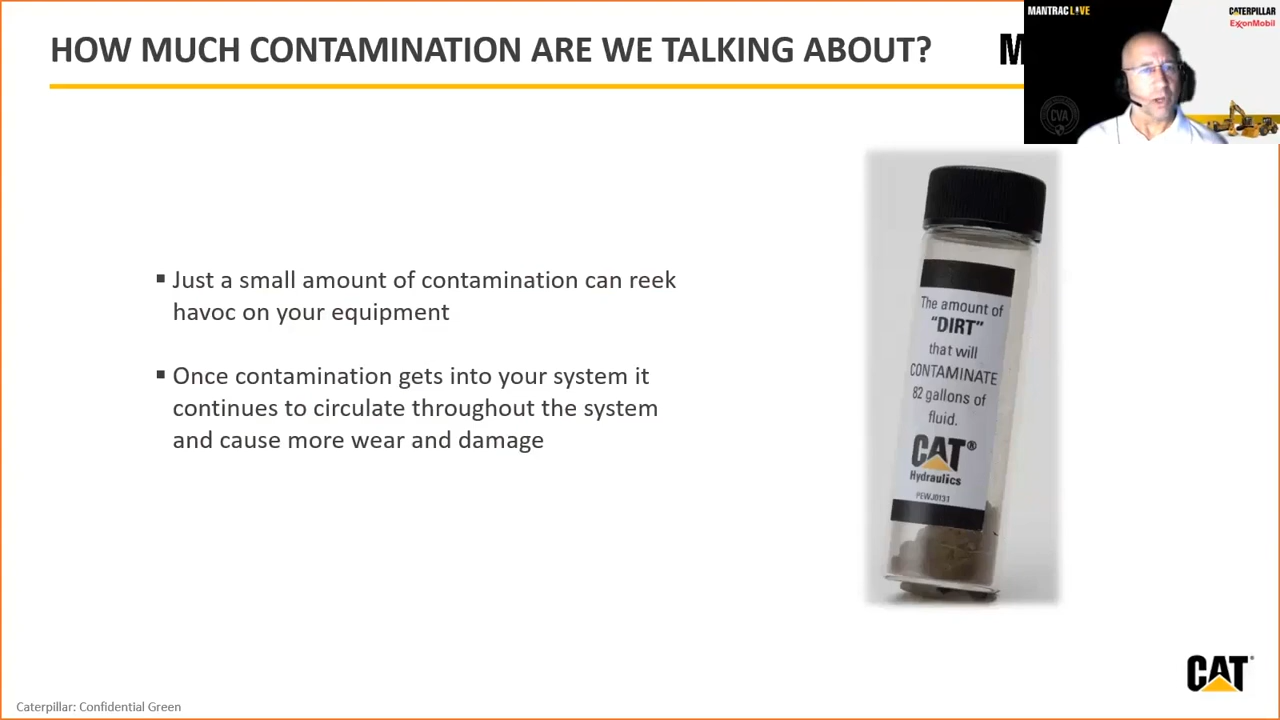 HOW MUCH CONTAMINATION ARE WE TALKING ABOUT?
M
MANTRAC LIVE
CATERPILLAR
ExxonMobil
CVA
▪ Just a small amount of contamination can reek
havoc on your equipment
▪ Once contamination gets into your system it
continues to circulate throughout the system
and cause more wear and damage
The amount of
“DIRT”
that will
CONTAMINATE
82 gallons of
fluid.
CAT®
Hydraulics
PEWJ0131
CAT®
Caterpillar: Confidential Green